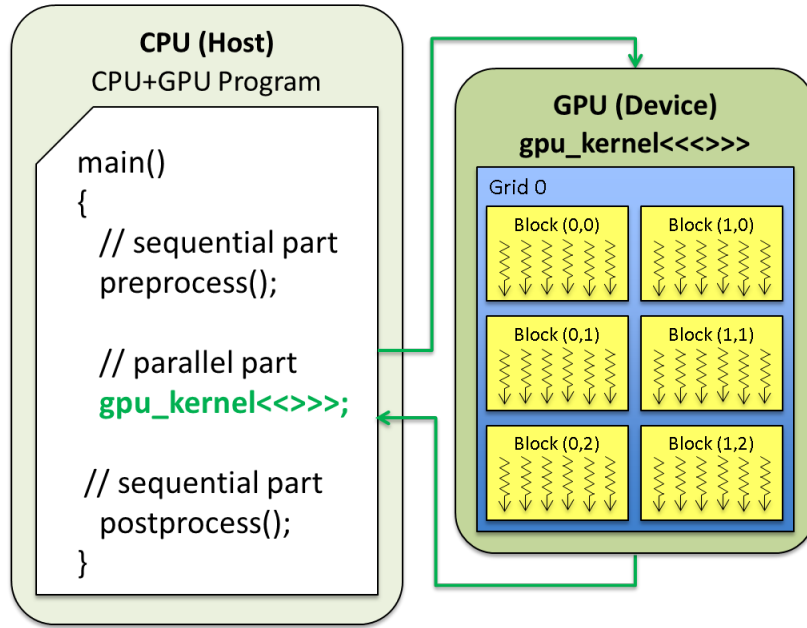 CPU (Host)
CPU+GPU Program
main()
{
// sequential part
preprocess();
// parallel part
gpu_kernel<<>>>;
// sequential part
postprocess();
}
GPU (Device)
gpu_kernel<<<>>>
Grid 0
Block (0,0)
Block (1,0)
Block (0,1)
Block (1,1)
Block (0,2)
Block (1,2)